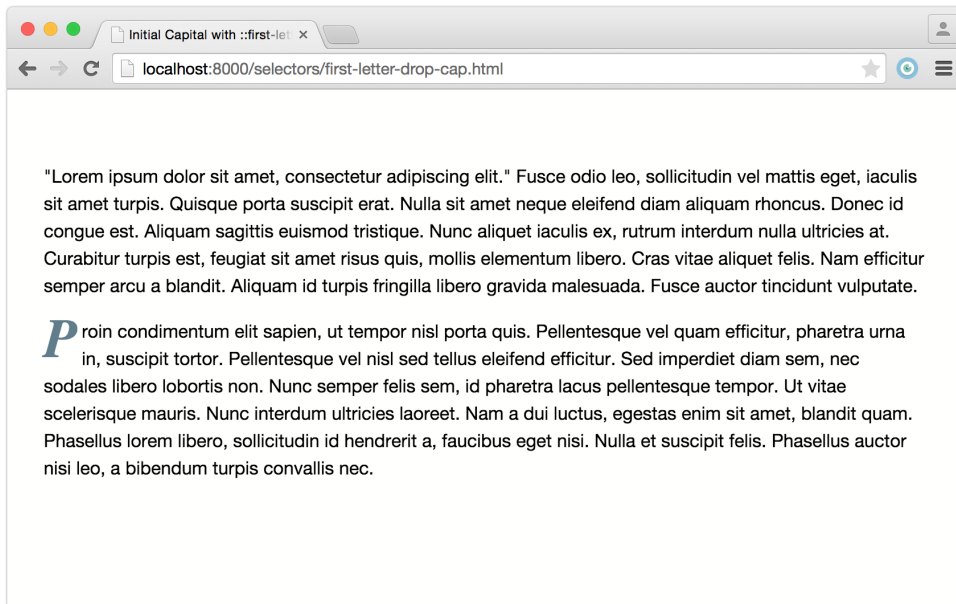 Initial Capital with ::first-let
localhost:8000/selectors/first-letter-drop-cap.html
"Lorem ipsum dolor sit amet, consectetur adipiscing elit." Fusce odio leo, sollicitudin vel mattis eget, iaculis
sit amet turpis. Quisque porta suscipit erat. Nulla sit amet neque eleifend diam aliquam rhoncus. Donec id
congue est. Aliquam sagittis euismod tristique. Nunc aliquet iaculis ex, rutrum interdum nulla ultricies at.
Curabitur turpis est, feugiat sit amet risus quis, mollis elementum libero. Cras vitae aliquet felis. Nam efficitur
semper arcu a blandit. Aliquam id turpis fringilla libero gravida malesuada. Fusce auctor tincidunt vulputate.
Proin condimentum elit sapien, ut tempor nisl porta quis. Pellentesque vel quam efficitur, pharetra urna
in, suscipit tortor. Pellentesque vel nisl sed tellus eleifend efficitur. Sed imperdiet diam sem, nec
sodales libero lobortis non. Nunc semper felis sem, id pharetra lacus pellentesque tempor. Ut vitae
scelerisque mauris. Nunc interdum ultricies laoreet. Nam a dui luctus, egestas enim sit amet, blandit quam.
Phasellus lorem libero, sollicitudin id hendrerit a, faucibus eget nisi. Nulla et suscipit felis. Phasellus auctor
nisi leo, a bibendum turpis convallis nec.